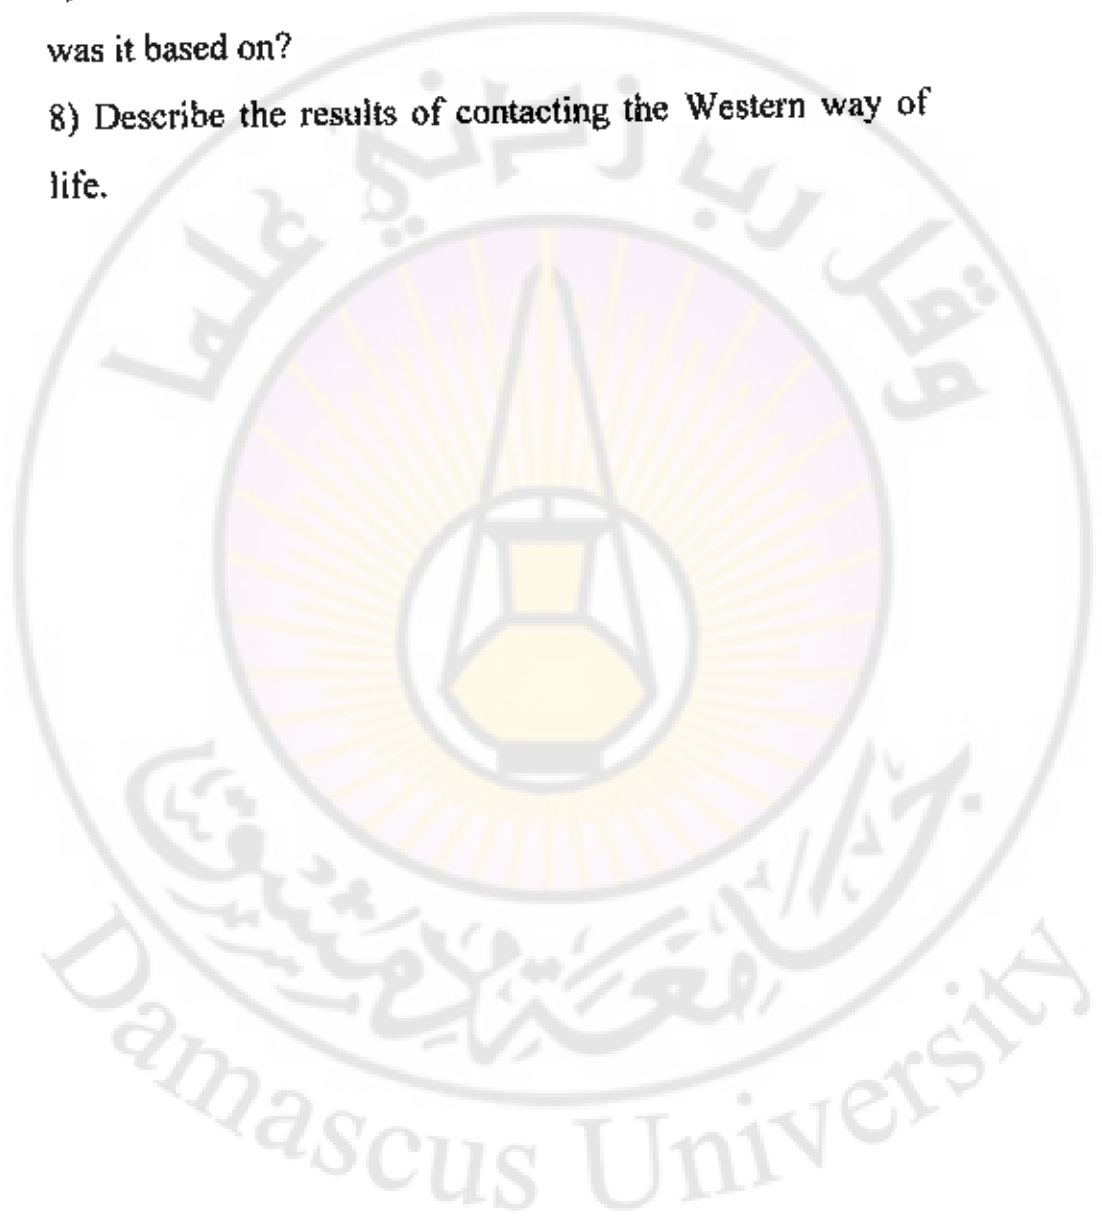 was it based on?
8) Describe the results of contacting the Western way of
life.
وقل رب زدني علما
جامعة دمشق
Damascus University